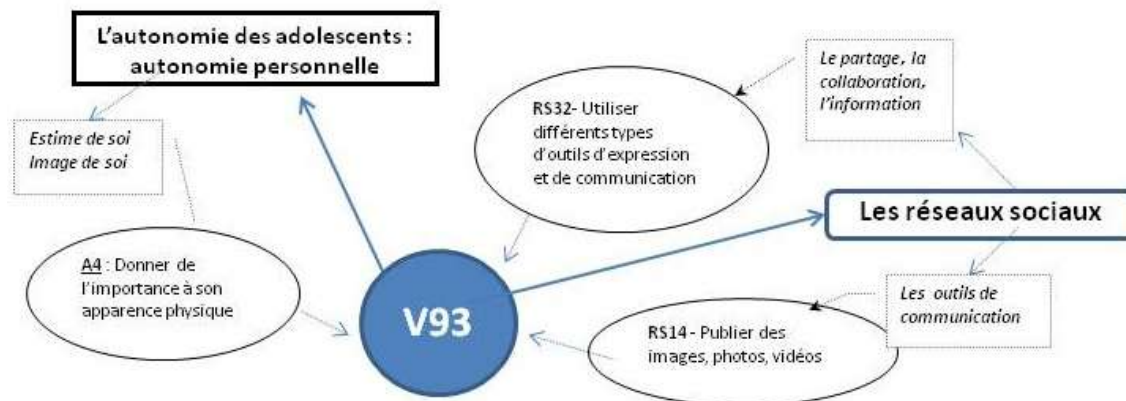 L'autonomie des adolescents :
autonomie personnelle
Estime de soi
Image de soi
A4 : Donner de
l'importance à son
apparence physique
RS32- Utiliser
différents types
d'outils d'expression
et de communication
Le partage, la
collaboration,
l'information
Les réseaux sociaux
V93
RS14 - Publier des
images, photos, vidéos
Les outils de
communication